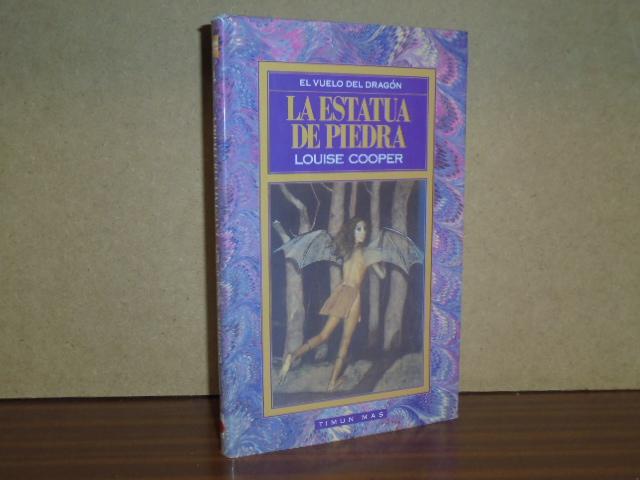 EL VUELO DEL DRAGÓN
LA ESTATUA
DE PIEDRA
LOUISE COOPER
TIMUN MAS